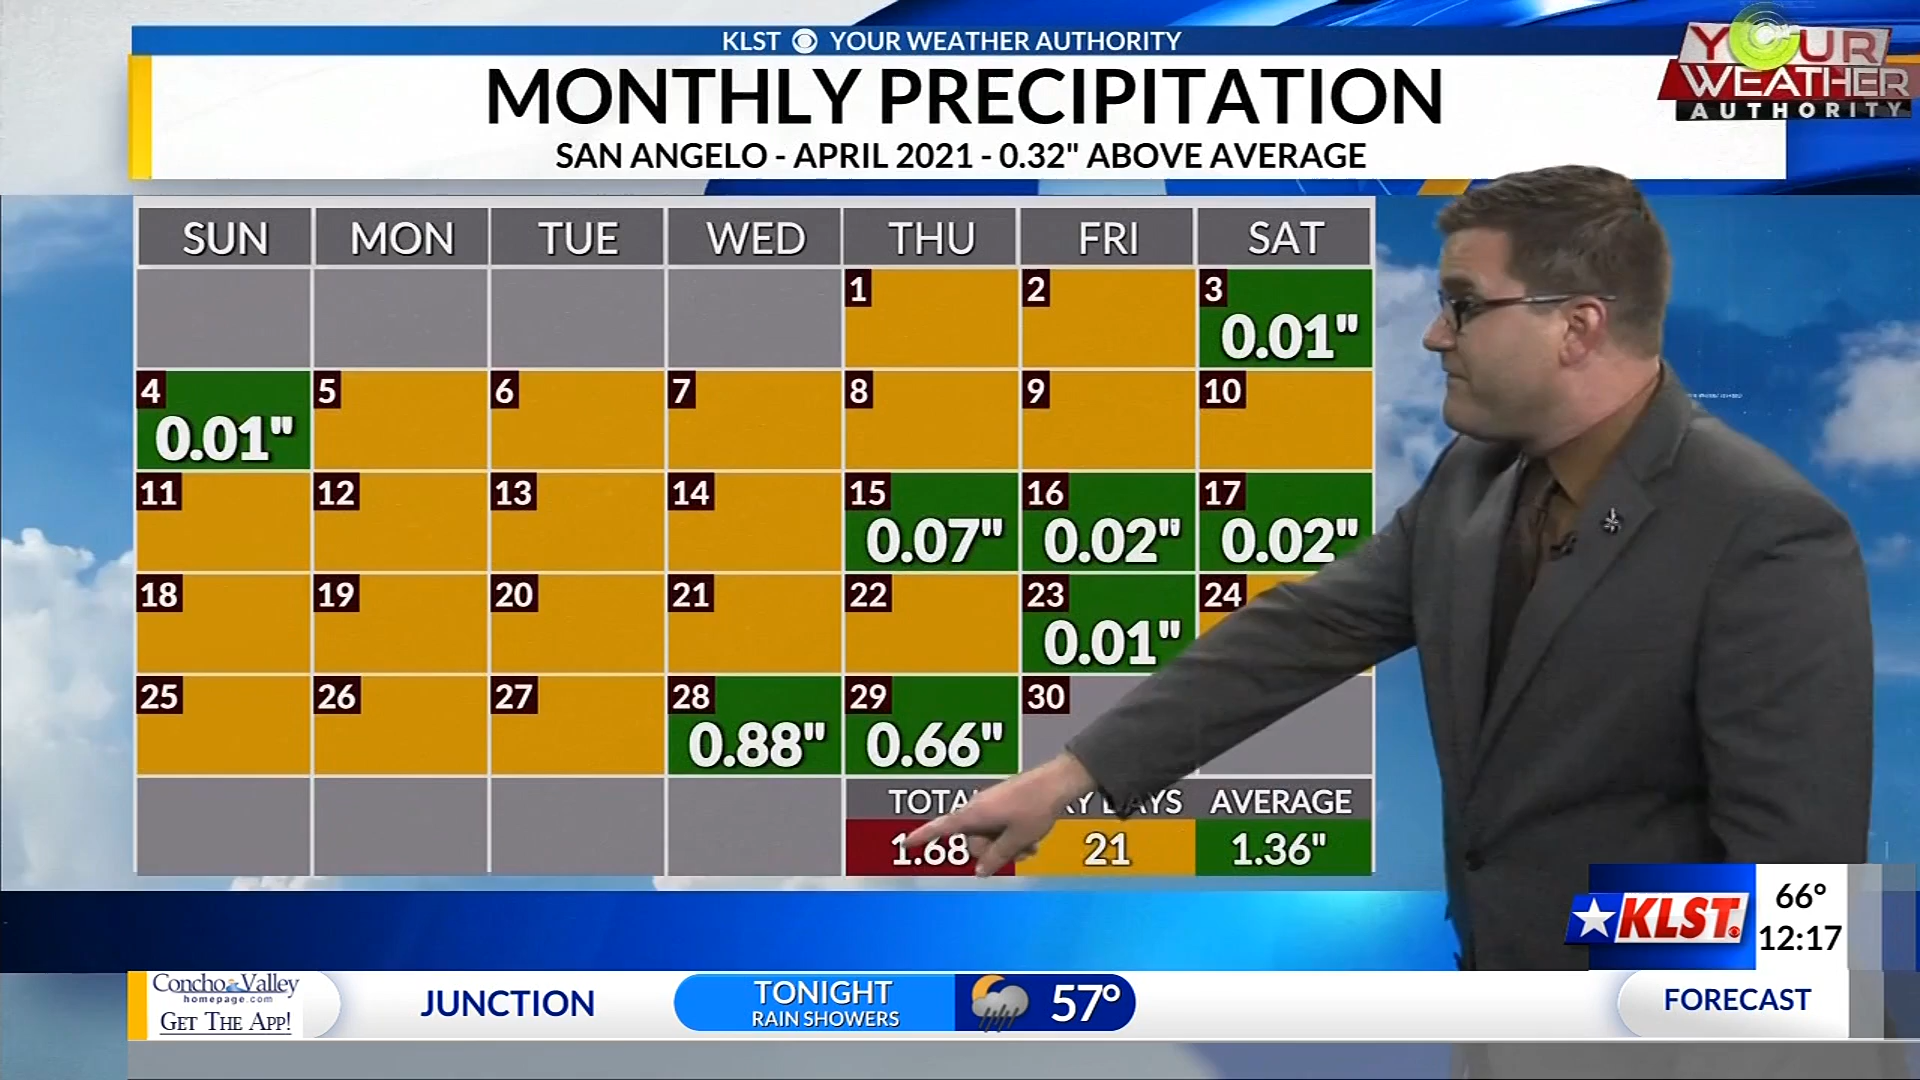 KLST YOUR WEATHER AUTHORITY
MONTHLY PRECIPITATION
SAN ANGELO - APRIL 2021 - 0.32" ABOVE AVERAGE
YOUR
WEATHER
AUTHORITY
SUN MON TUE WED THU FRI SAT
1 2 3
0.01"
4 5 6 7 8 9 10
0.01"
11 12 13 14 15 16 17
0.07" 0.02" 0.02"
18 19 20 21 22 23 24
0.01"
25 26 27 28 29 30
0.88" 0.66"
AVERAGE
1.68 21 1.36"
KLST
66°
12:17
Concho Valley
homepage.com
GET THE APP!
JUNCTION
TONIGHT
RAIN SHOWERS
57°
FORECAST